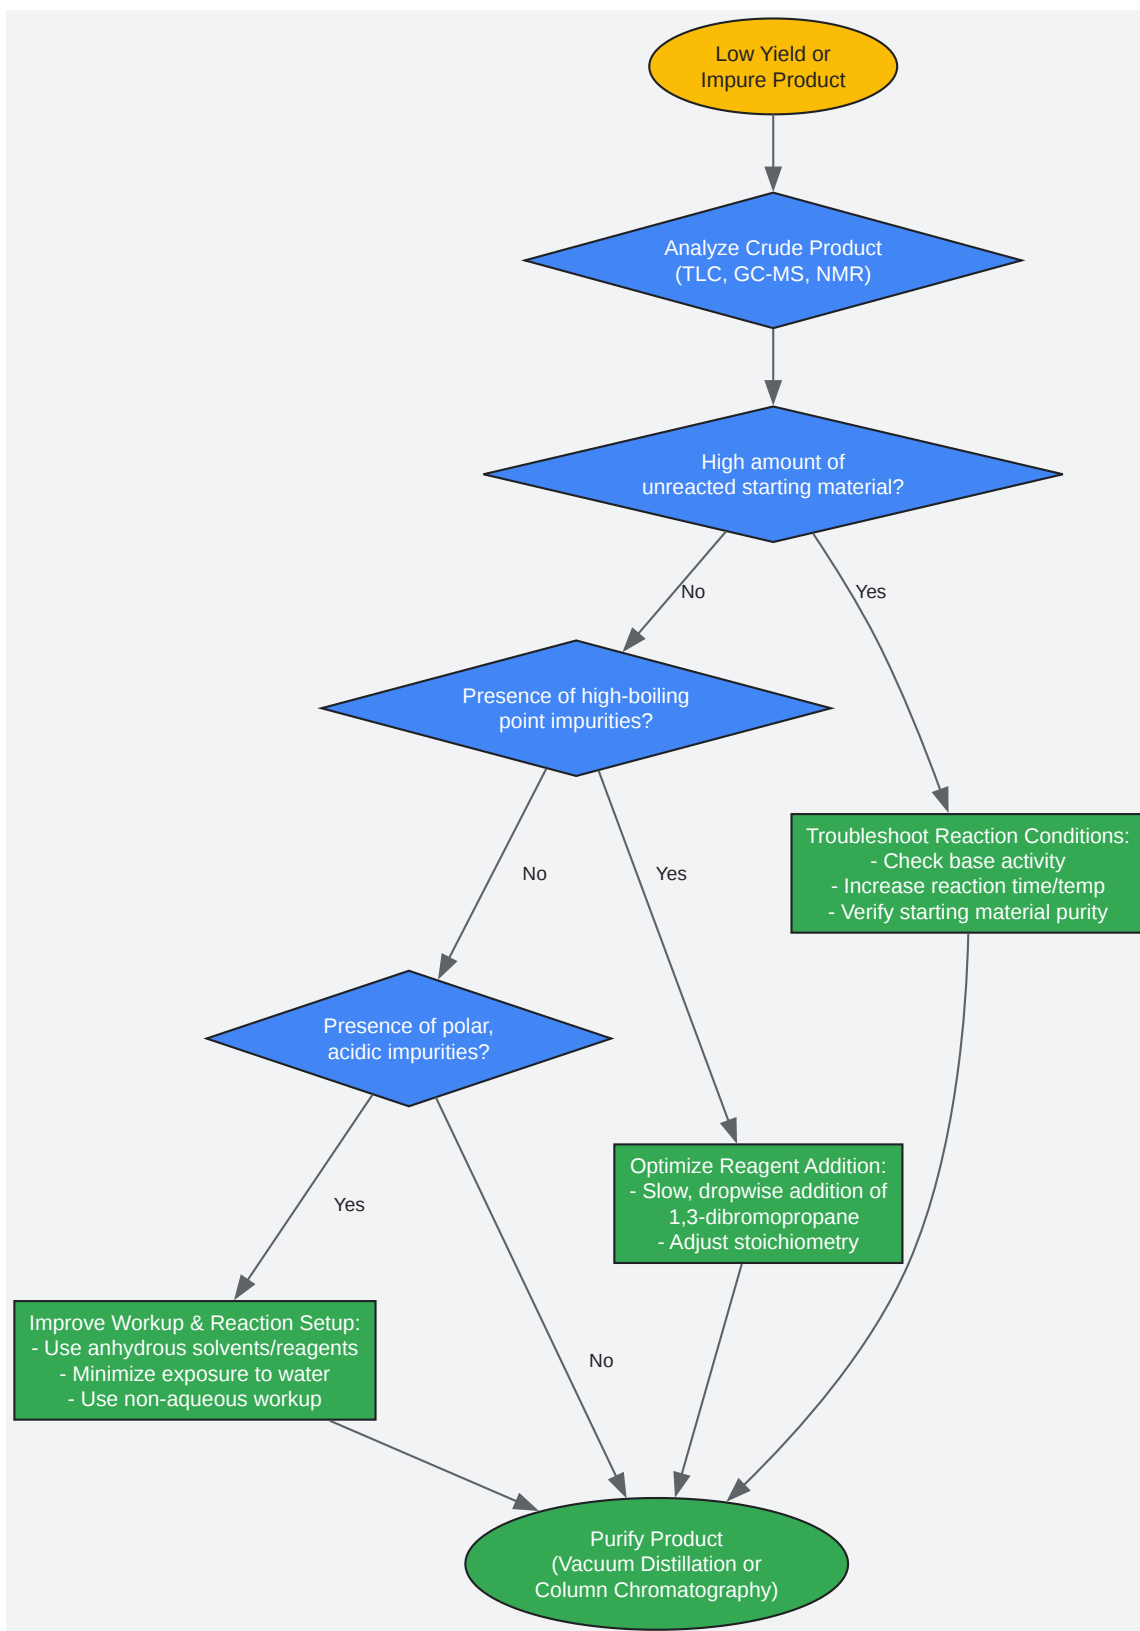 Low Yield or
Impure Product
Analyze Crude Product
(TLC, GC-MS, NMR)
High amount of
unreacted starting material?
No
Yes
Presence of high-boiling
point impurities?
Troubleshoot Reaction Conditions:
- Check base activity
- Increase reaction time/temp
- Verify starting material purity
No
Yes
Presence of polar,
acidic impurities?
Optimize Reagent Addition:
- Slow, dropwise addition of
1,3-dibromopropane
- Adjust stoichiometry
Yes
Improve Workup & Reaction Setup:
- Use anhydrous solvents/reagents
- Minimize exposure to water
- Use non-aqueous workup
No
Purify Product
(Vacuum Distillation or
Column Chromatography)